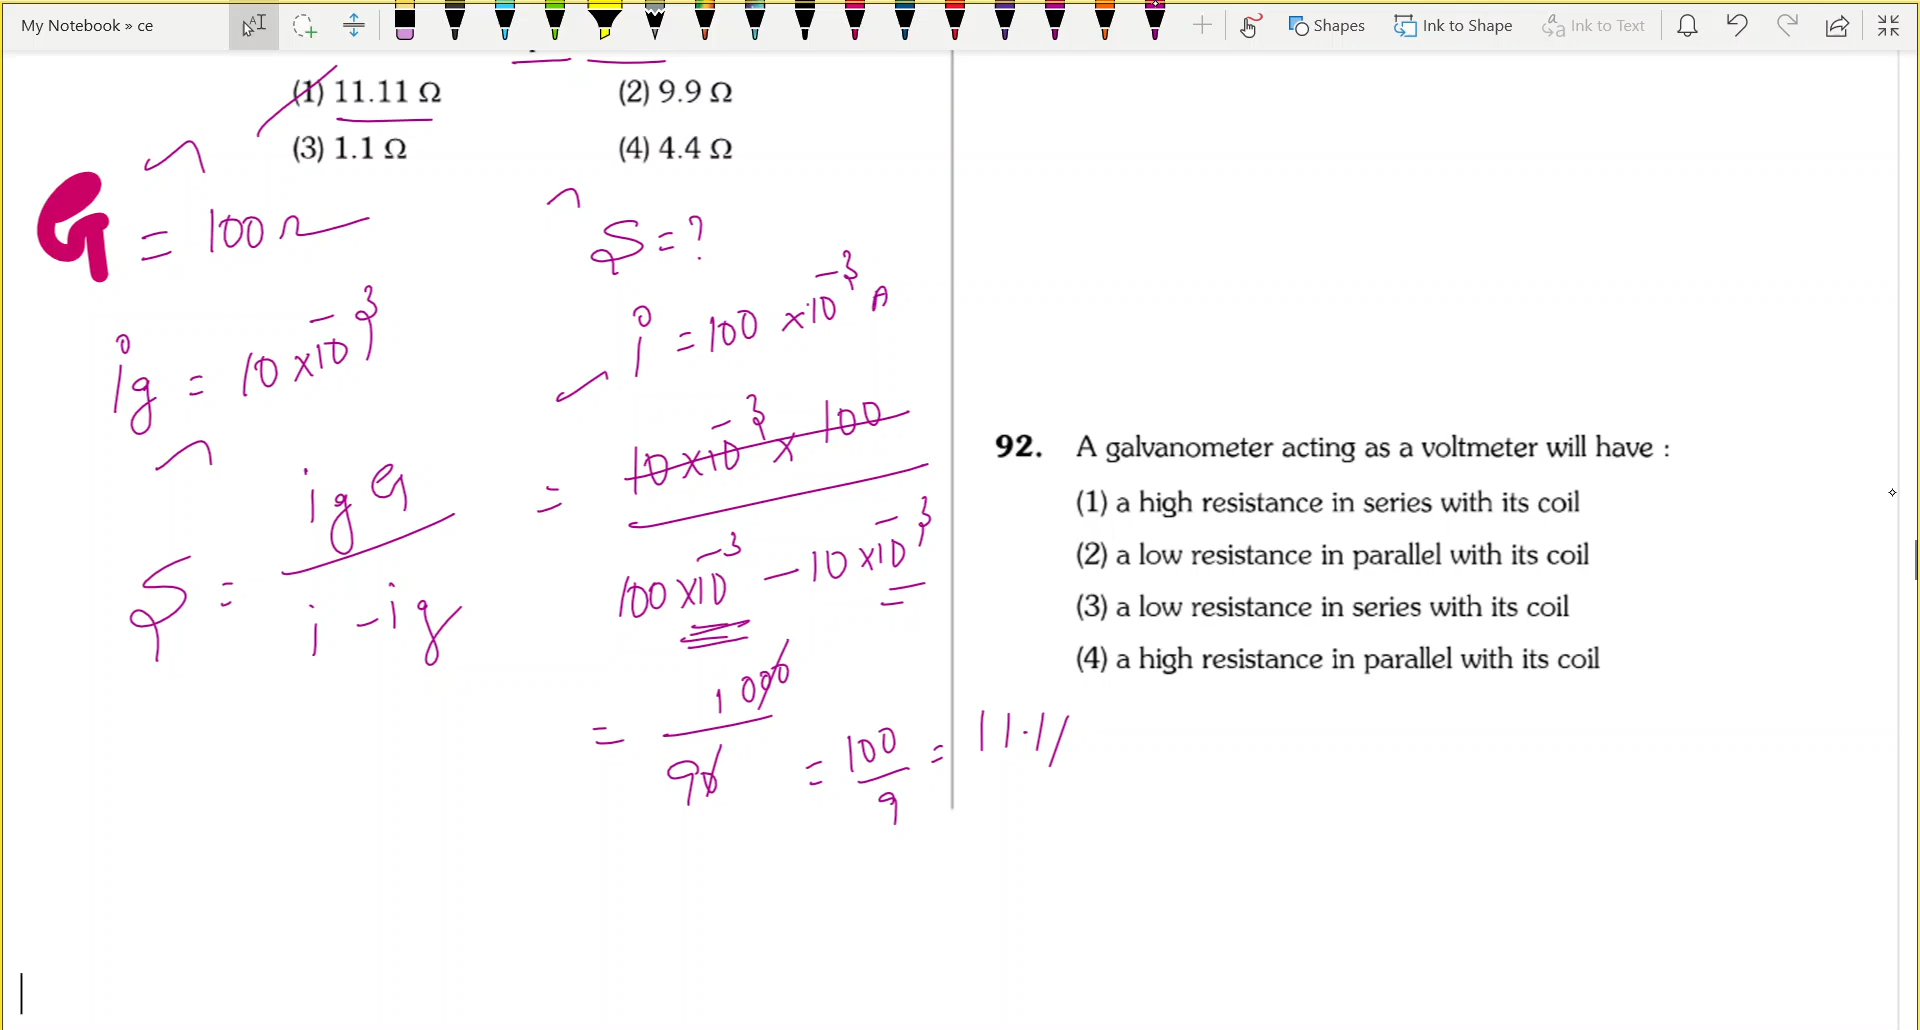 My Notebook » ce
Shapes
Ink to Shape
Ink to Text
(1) 11.11 Ω (2) 9.9 Ω
(3) 1.1 Ω (4) 4.4 Ω
G = 100 Ω
S = ?
ig = 10 × 10⁻³
i = 100 × 10⁻³ A
S = ig G / i - ig = 10 × 10⁻³ × 100 / 100 × 10⁻³ - 10 × 10⁻³
= 1000 / 90 = 100 / 9 = 11.11
92. A galvanometer acting as a voltmeter will have :
(1) a high resistance in series with its coil
(2) a low resistance in parallel with its coil
(3) a low resistance in series with its coil
(4) a high resistance in parallel with its coil